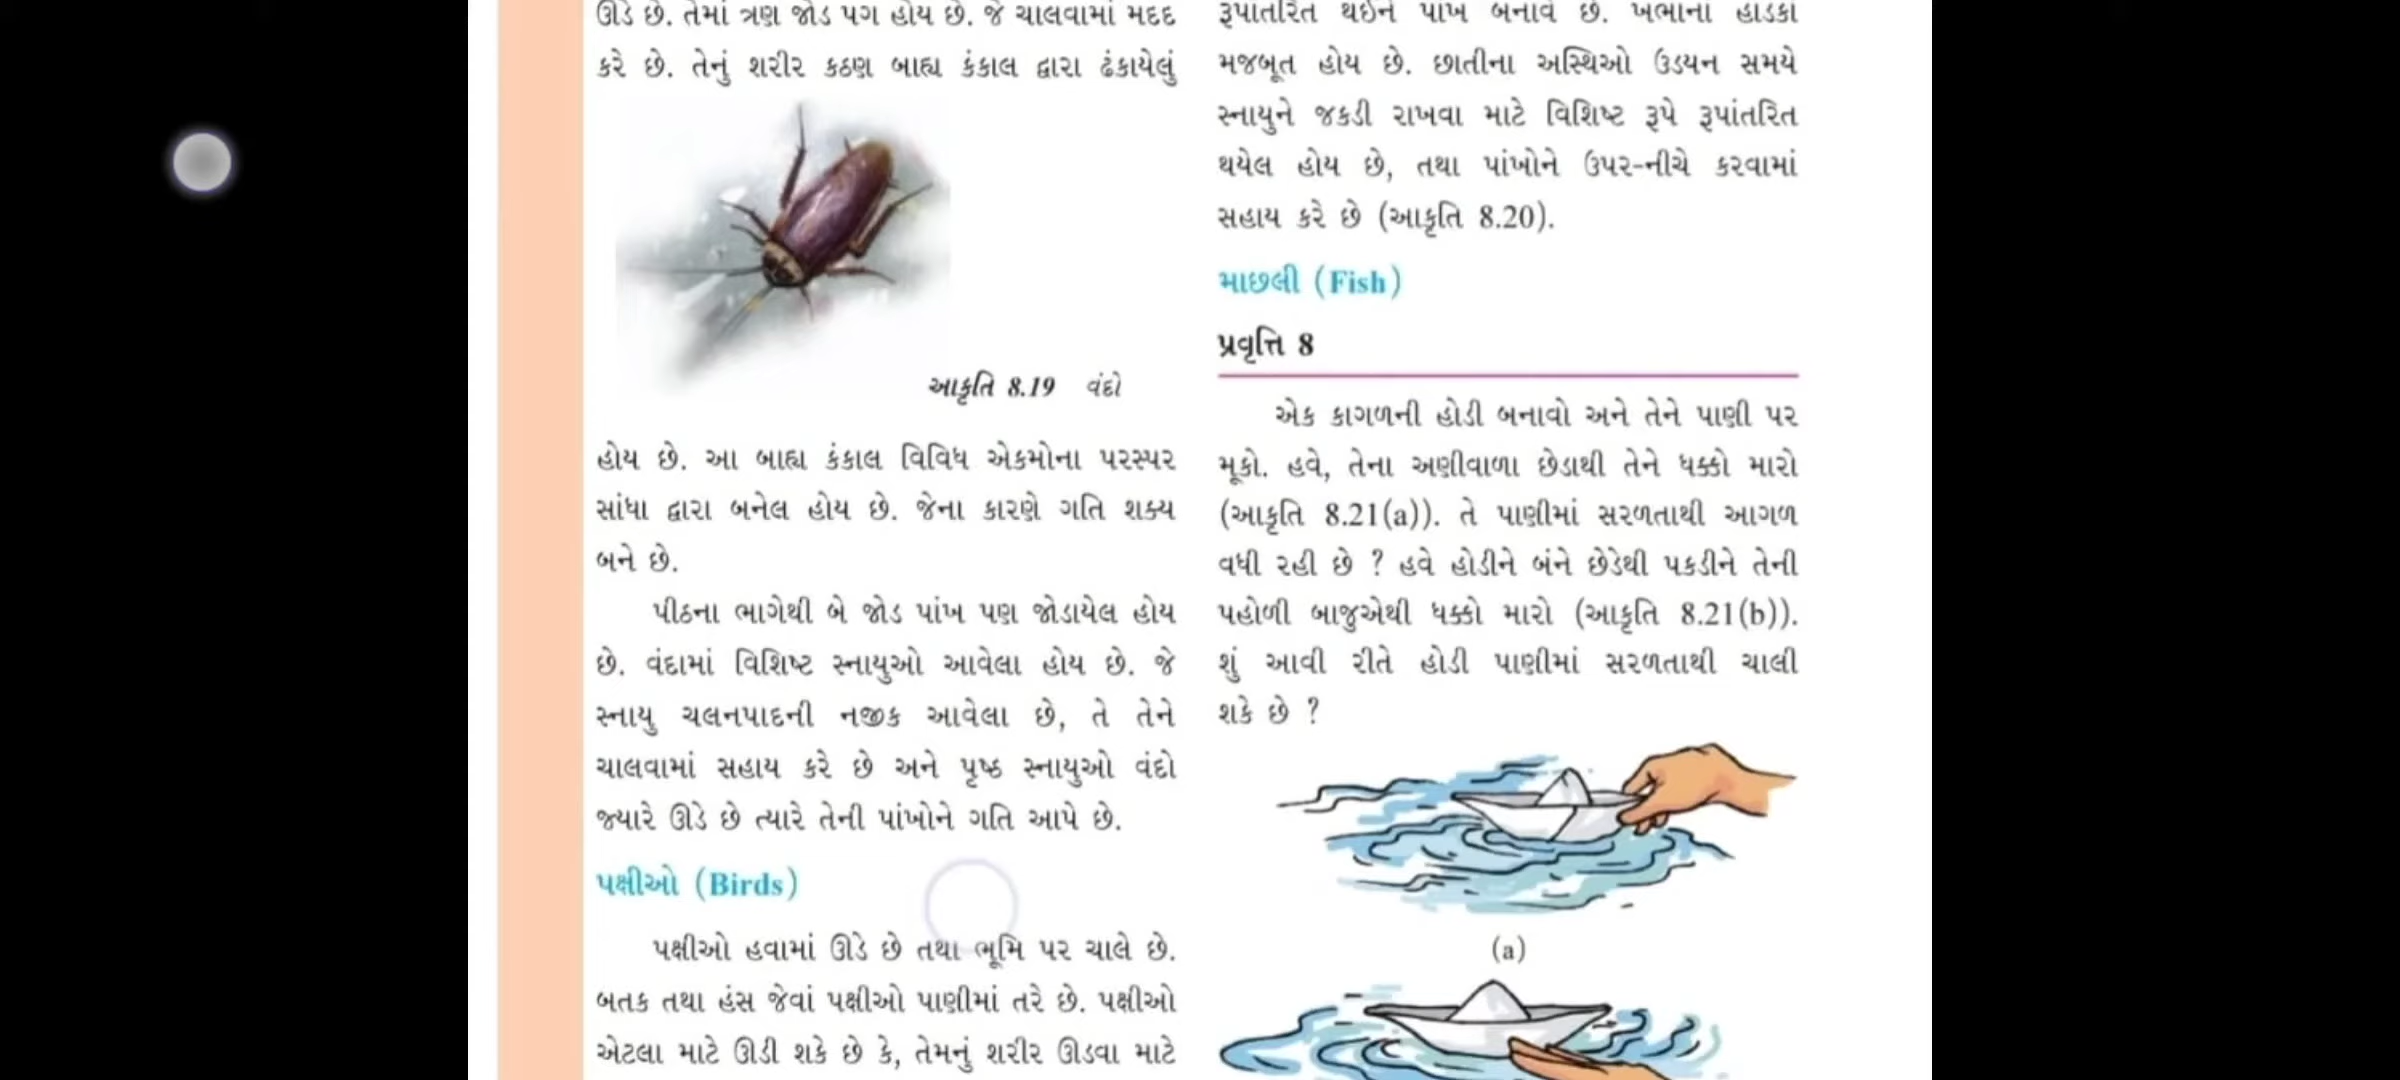 ઊડે છે. તેમાં ત્રણ જોડ પગ હોય છે. જે ચાલવામાં મદદ
કરે છે. તેનું શરીર કઠણ બાહ્ય કંકાલ દ્વારા ઢંકાયેલું
આકૃતિ 8.19 વંદો
હોય છે. આ બાહ્ય કંકાલ વિવિધ એકમોના પરસ્પર
સાંધા દ્વારા બનેલ હોય છે. જેના કારણે ગતિ શક્ય
બને છે.
પીઠના ભાગેથી બે જોડ પાંખ પણ જોડાયેલ હોય
છે. વંદામાં વિશિષ્ટ સ્નાયુઓ આવેલા હોય છે. જે
સ્નાયુ ચલનપાદની નજીક આવેલા છે, તે તેને
ચાલવામાં સહાય કરે છે અને પૃષ્ઠ સ્નાયુઓ વંદો
જ્યારે ઊડે છે ત્યારે તેની પાંખોને ગતિ આપે છે.
પક્ષીઓ (Birds)
પક્ષીઓ હવામાં ઊડે છે તથા ભૂમિ પર ચાલે છે.
બતક તથા હંસ જેવાં પક્ષીઓ પાણીમાં તરે છે. પક્ષીઓ
એટલા માટે ઊડી શકે છે કે, તેમનું શરીર ઊડવા માટે
રૂપાંતરિત થઈને પાંખ બનાવે છે. ખભાના હાડકાં
મજબૂત હોય છે. છાતીના અસ્થિઓ ઉડ્ડયન સમયે
સ્નાયુને જકડી રાખવા માટે વિશિષ્ટ રૂપે રૂપાંતરિત
થયેલ હોય છે, તથા પાંખોને ઉપર-નીચે કરવામાં
સહાય કરે છે (આકૃતિ 8.20).
માછલી (Fish)
પ્રવૃત્તિ 8
એક કાગળની હોડી બનાવો અને તેને પાણી પર
મૂકો. હવે, તેના અણીવાળા છેડાથી તેને ધક્કો મારો
(આકૃતિ 8.21(a)). તે પાણીમાં સરળતાથી આગળ
વધી રહી છે ? હવે હોડીને બંને છેડેથી પકડીને તેની
પહોળી બાજુએથી ધક્કો મારો (આકૃતિ 8.21(b)).
શું આવી રીતે હોડી પાણીમાં સરળતાથી ચાલી
શકે છે ?
(a)